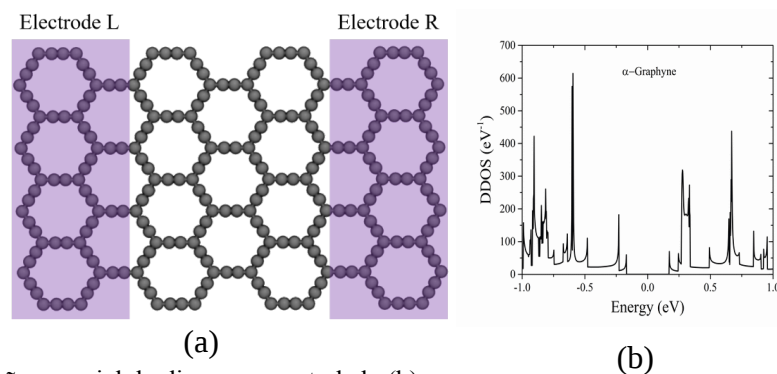 Electrode L
Electrode R
(a)
700
600
500
400
300
200
100
0
DDOS (eV⁻¹)
α−Graphyne
-1.0
-0.5
0.0
0.5
1.0
Energy (eV)
(b)